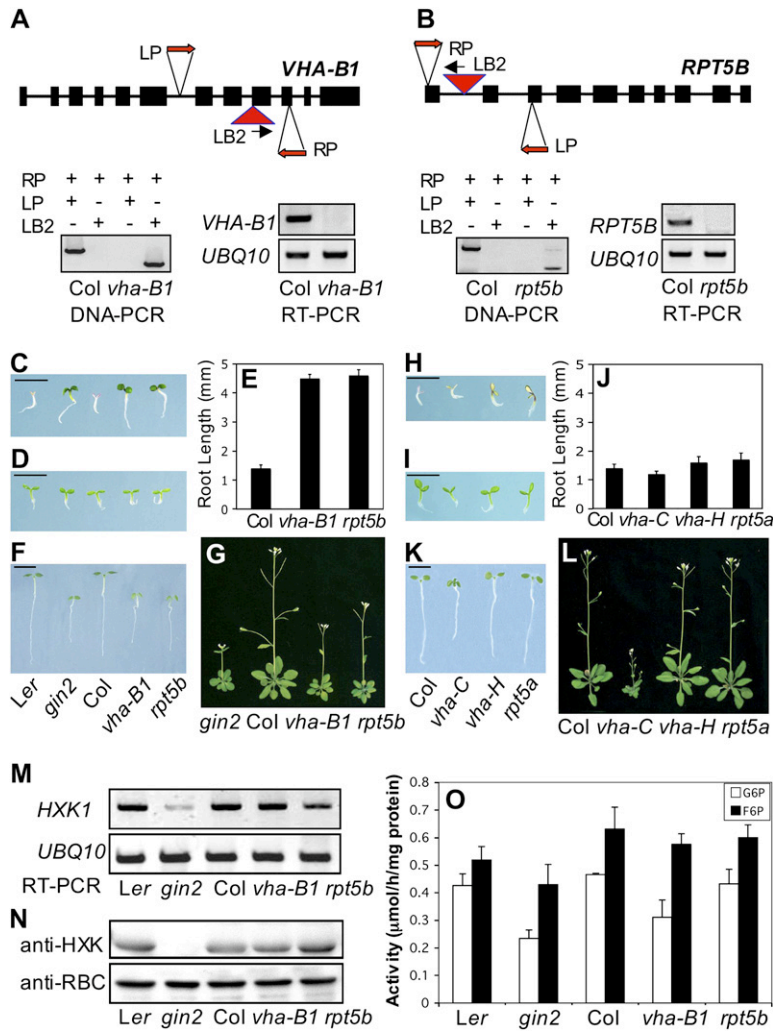 A
LP
VHA-B1
LB2
RP
RP + + + +
LP + - + -
LB2 - + - +
Col vha-B1
DNA-PCR
VHA-B1
UBQ10
Col vha-B1
RT-PCR
B
RP
LB2
RPT5B
LP
RP + + + +
LP + - + -
LB2 - + - +
Col rpt5b
DNA-PCR
RPT5B
UBQ10
Col rpt5b
RT-PCR
C
D
E
Root Length (mm)
5
4
3
2
1
0
Col vha-B1 rpt5b
F
Ler
gin2
Col
vha-B1
rpt5b
G
gin2 Col vha-B1 rpt5b
H
I
J
Root Length (mm)
5
4
3
2
1
0
Col vha-C vha-H rpt5a
K
Col
vha-C
vha-H
rpt5a
L
Col vha-C vha-H rpt5a
M
HXK1
UBQ10
RT-PCR
Ler gin2 Col vha-B1 rpt5b
N
anti-HXK
anti-RBC
Ler gin2 Col vha-B1 rpt5b
O
G6P
F6P
Activity (μmol/h/mg protein)
0.8
0.7
0.6
0.5
0.4
0.3
0.2
0.1
0
Ler gin2 Col vha-B1 rpt5b